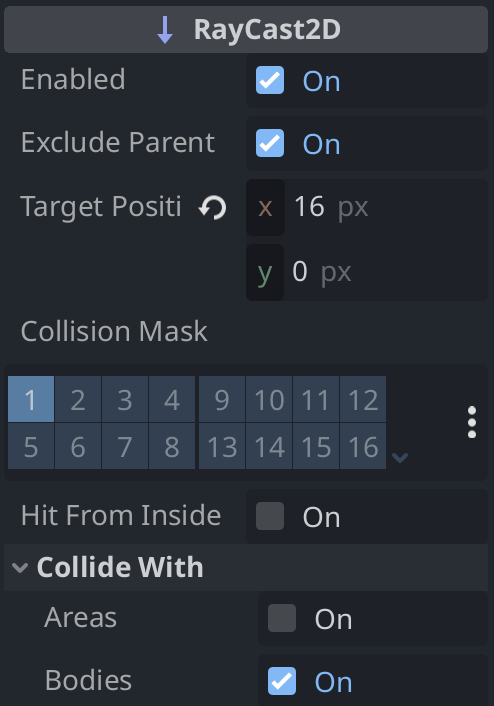 RayCast2D
Enabled On
Exclude Parent On
Target Positi x 16 px
y 0 px
Collision Mask
1 2 3 4 9 10 11 12
5 6 7 8 13 14 15 16
Hit From Inside On
Collide With
Areas On
Bodies On